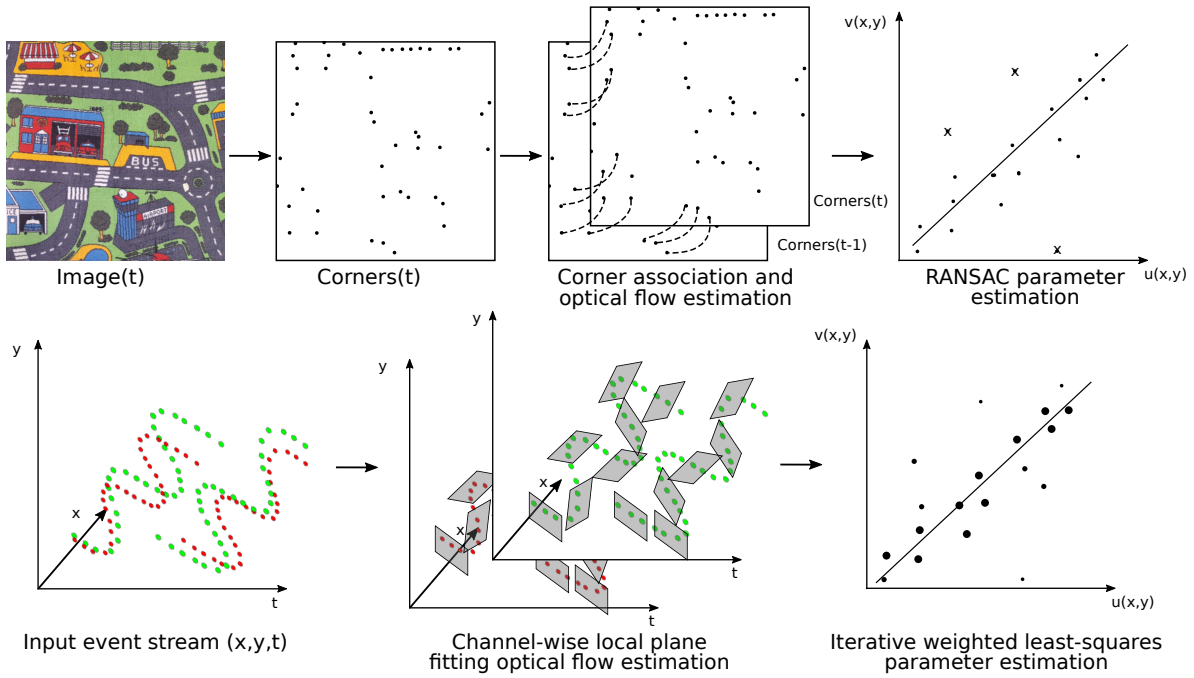 v(x,y)
BUS
AIRPORT
Corners(t)
Corners(t-1)
u(x,y)
Image(t)
Corners(t)
Corner association and
optical flow estimation
RANSAC parameter
estimation
y
x
t
y
x
t
y
x
t
v(x,y)
u(x,y)
Input event stream (x,y,t)
Channel-wise local plane
fitting optical flow estimation
Iterative weighted least-squares
parameter estimation